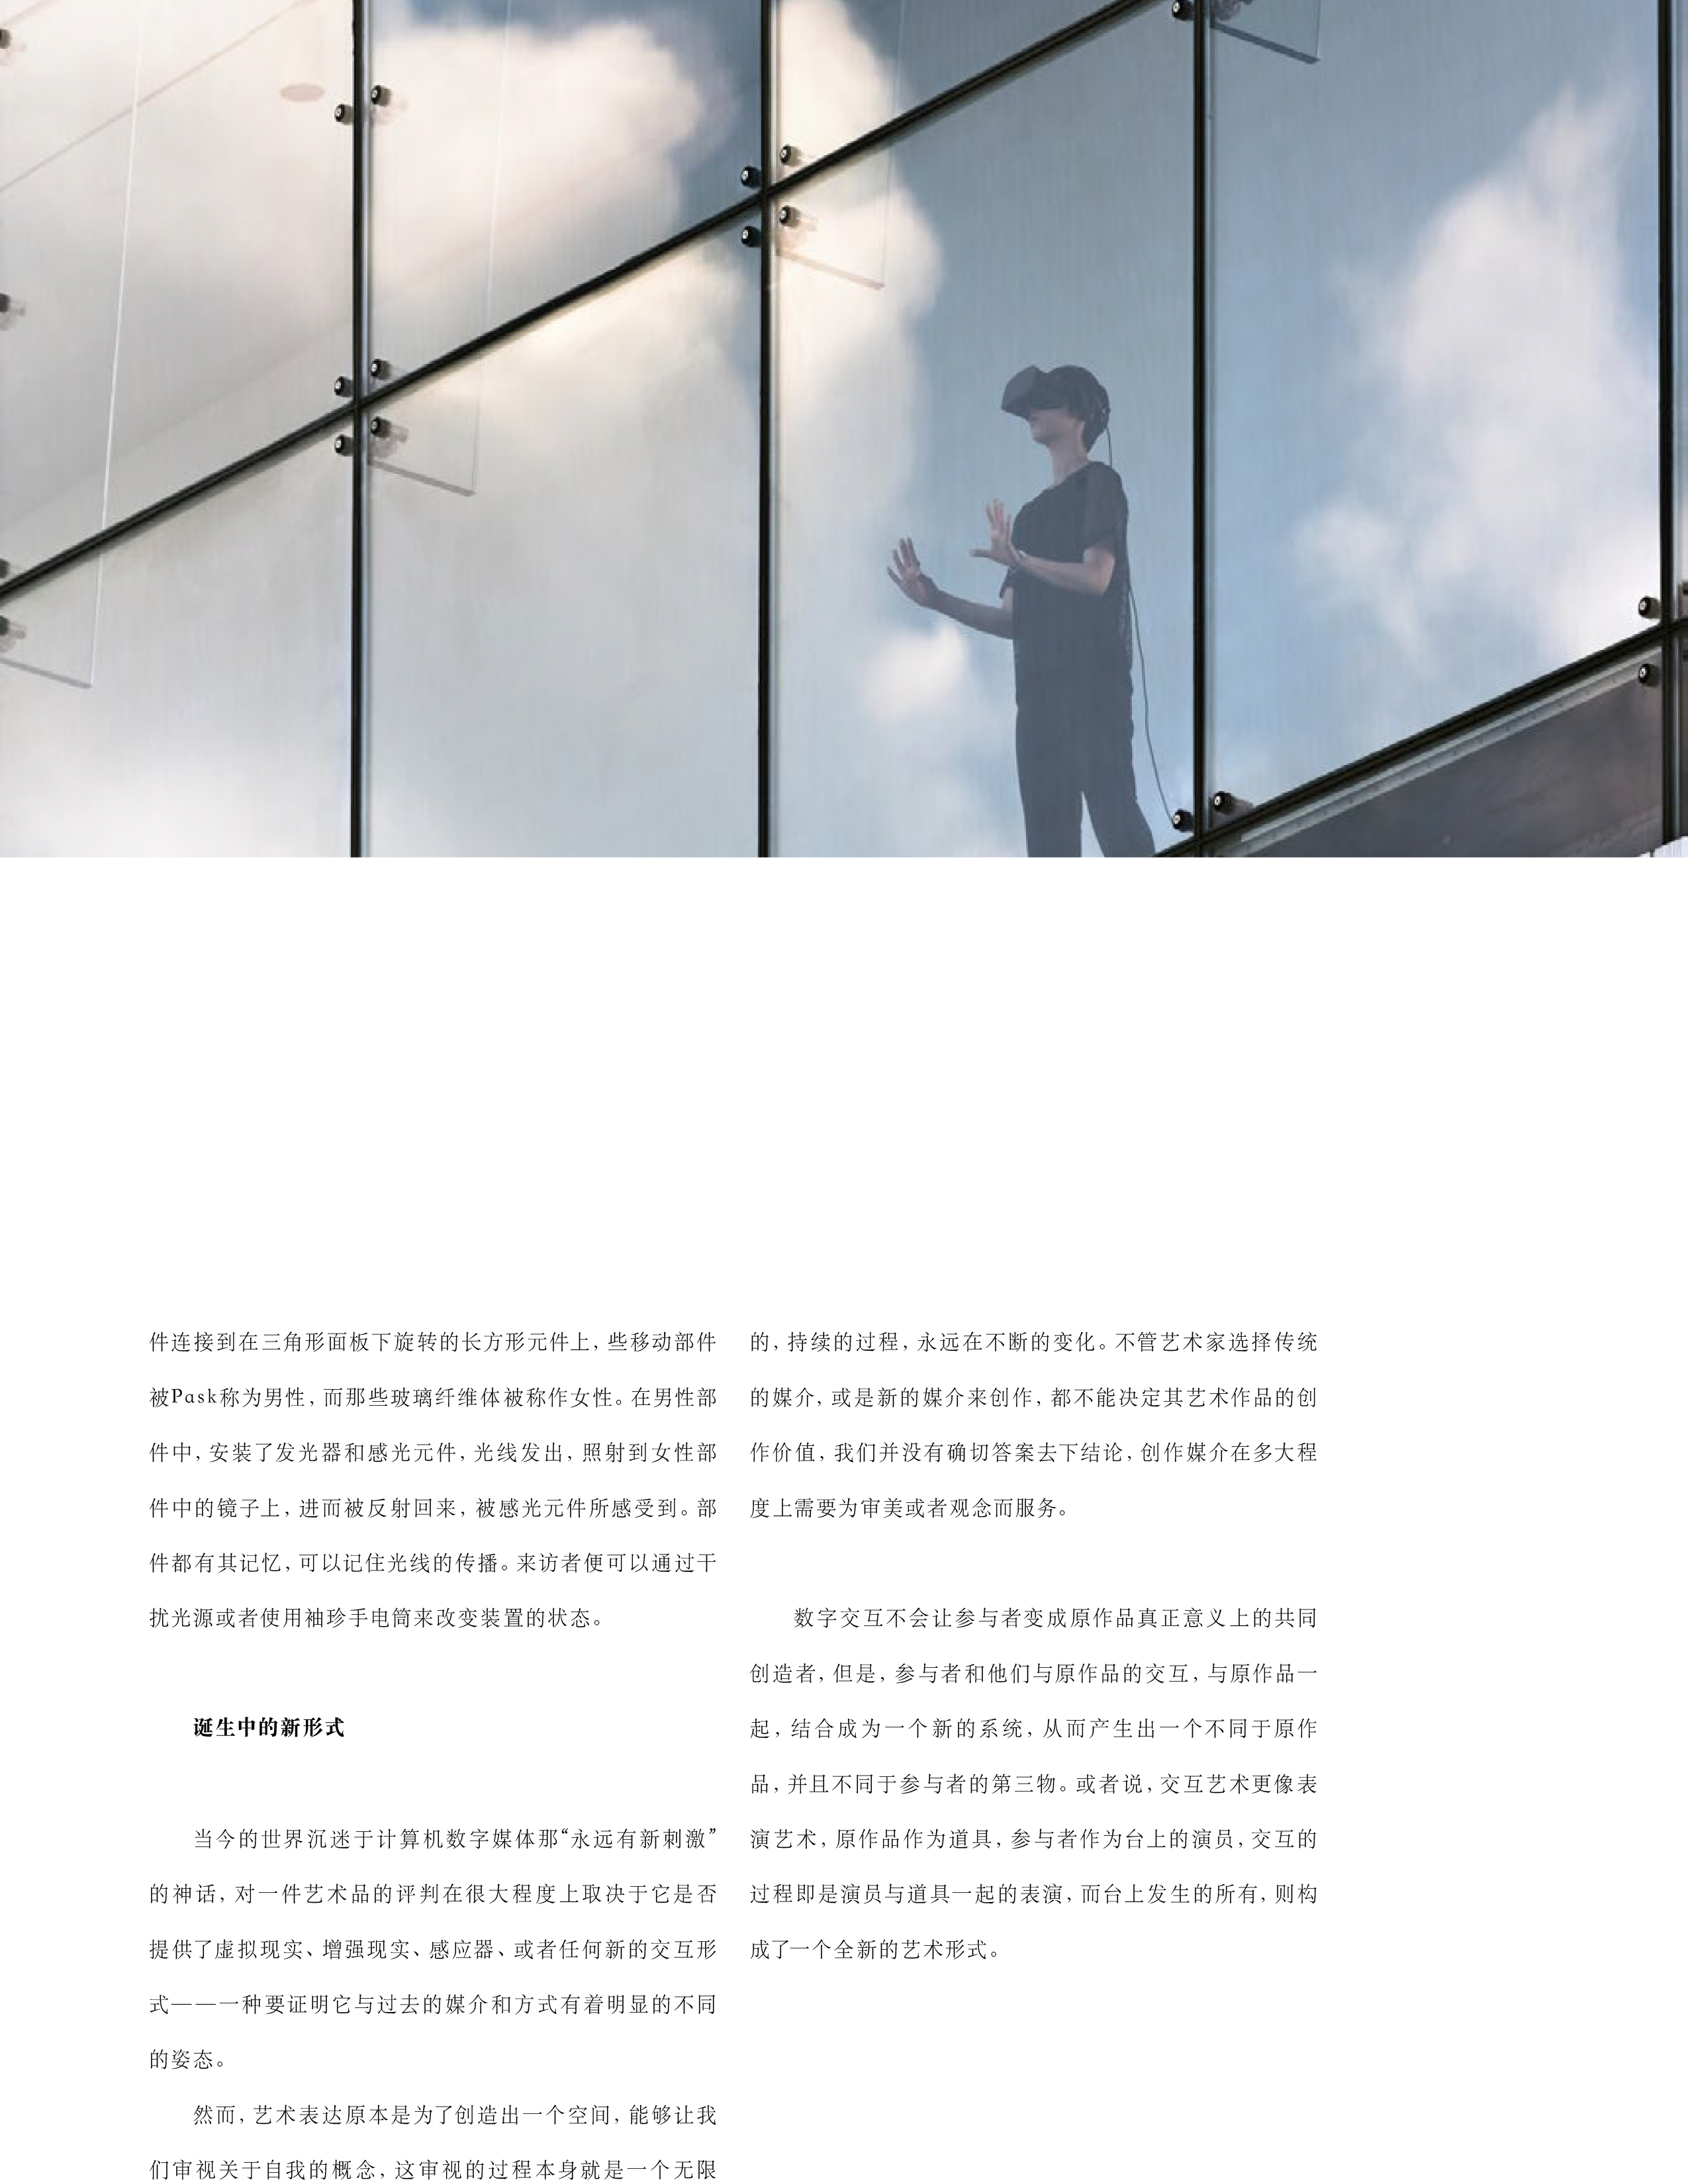 件连接到在三角形面板下旋转的长方形元件上，些移动部件
被Pask称为男性，而那些玻璃纤维体被称作女性。在男性部
件中，安装了发光器和感光元件，光线发出，照射到女性部
件中的镜子上，进而被反射回来，被感光元件所感受到。部
件都有其记忆，可以记住光线的传播。来访者便可以通过干
扰光源或者使用袖珍手电筒来改变装置的状态。
诞生中的新形式
当今的世界沉迷于计算机数字媒体那“永远有新刺激”
的神话，对一件艺术品的评判在很大程度上取决于它是否
提供了虚拟现实、增强现实、感应器、或者任何新的交互形
式——一种要证明它与过去的媒介和方式有着明显的不同
的姿态。
然而，艺术表达原本是为了创造出一个空间，能够让我
们审视关于自我的概念，这审视的过程本身就是一个无限
的，持续的过程，永远在不断的变化。不管艺术家选择传统
的媒介，或是新的媒介来创作，都不能决定其艺术作品的创
作价值，我们并没有确切答案去下结论，创作媒介在多大程
度上需要为审美或者观念而服务。
数字交互不会让参与者变成原作品真正意义上的共同
创造者，但是，参与者和他们与原作品的交互，与原作品一
起，结合成为一个新的系统，从而产生出一个不同于原作
品，并且不同于参与者的第三物。或者说，交互艺术更像表
演艺术，原作品作为道具，参与者作为台上的演员，交互的
过程即是演员与道具一起的表演，而台上发生的所有，则构
成了一个全新的艺术形式。